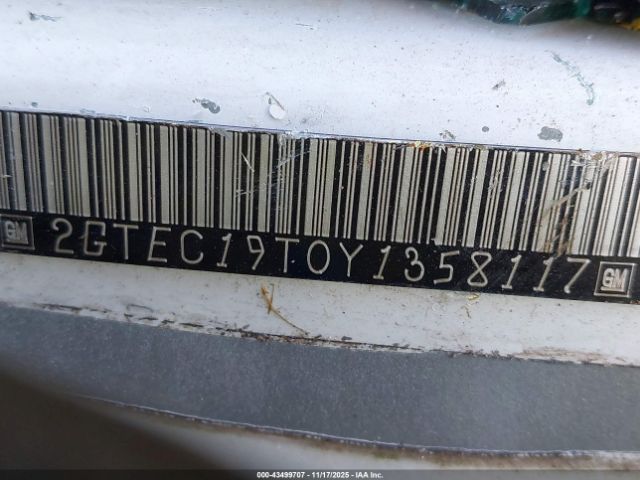 GM 2GTEC19T0Y1358117 GM
000-43499707 - 11/17/2025 - IAA Inc.